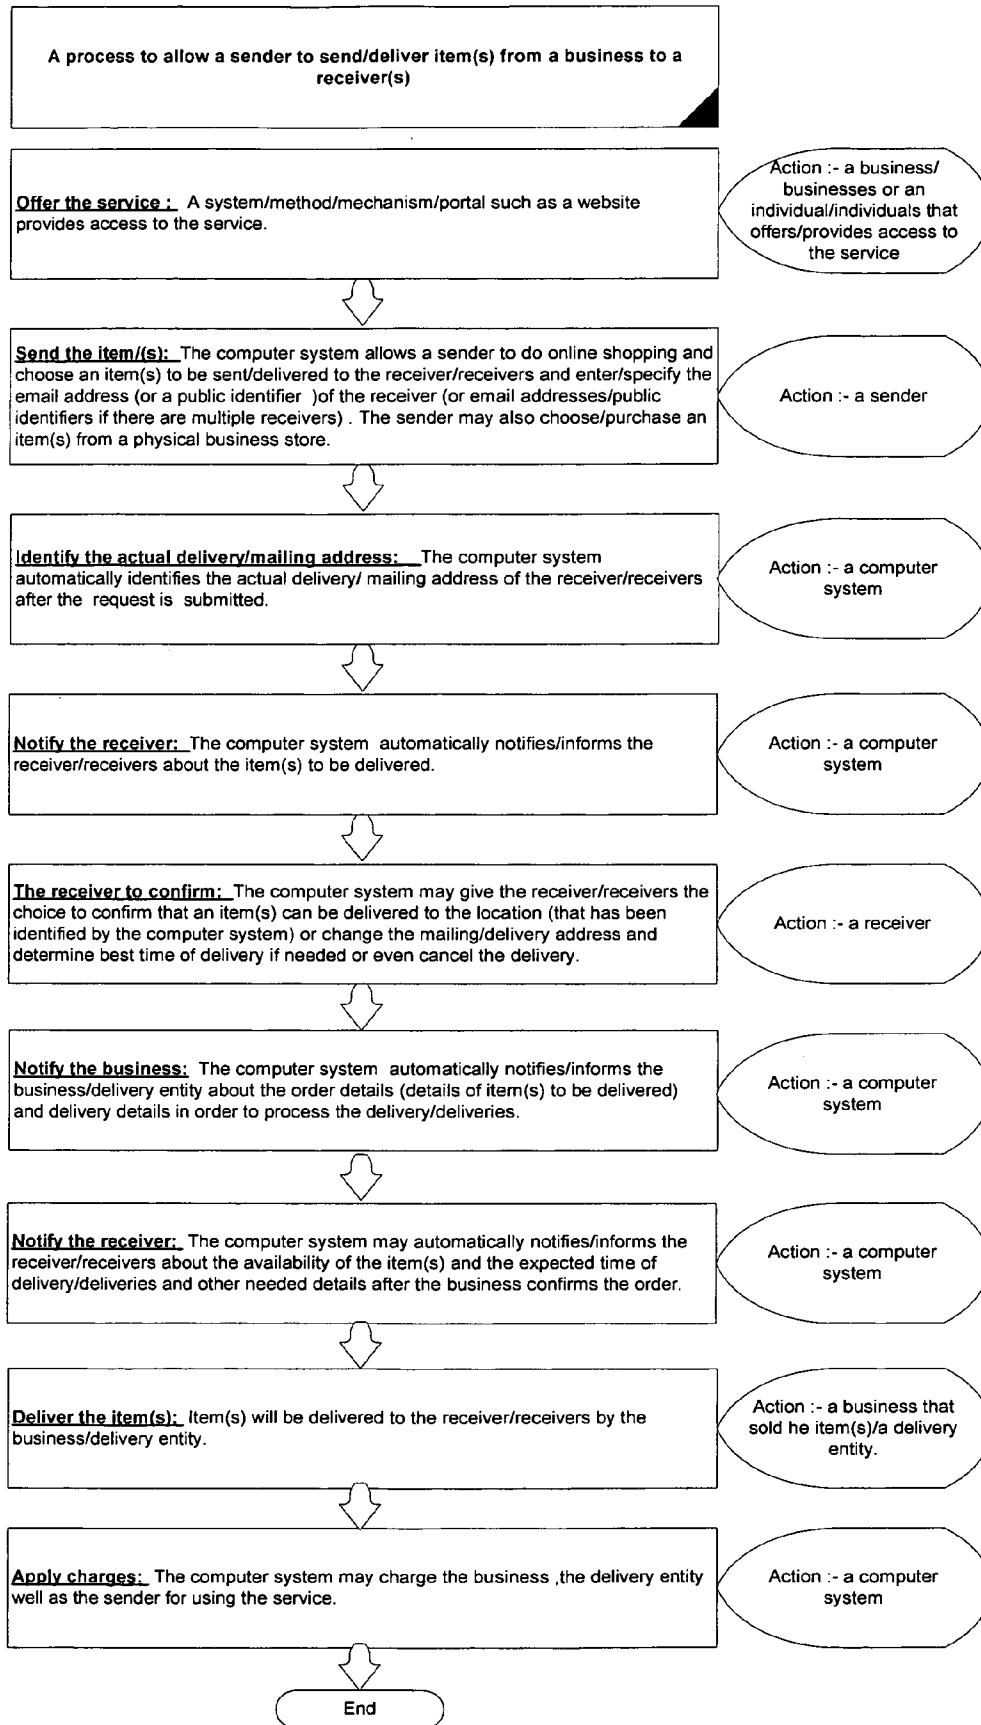 A process to allow a sender to send/deliver item(s) from a business to a
receiver(s)
Offer the service : A system/method/mechanism/portal such as a website
provides access to the service.
Action :- a business/
businesses or an
individual/individuals that
offers/provides access to
the service
Send the item/(s): The computer system allows a sender to do online shopping and
choose an item(s) to be sent/delivered to the receiver/receivers and enter/specify the
email address (or a public identifier )of the receiver (or email addresses/public
identifiers if there are multiple receivers) . The sender may also choose/purchase an
item(s) from a physical business store.
Action :- a sender
Identify the actual delivery/mailing address: The computer system
automatically identifies the actual delivery/ mailing address of the receiver/receivers
after the request is submitted.
Action :- a computer
system
Notify the receiver: The computer system automatically notifies/informs the
receiver/receivers about the item(s) to be delivered.
Action :- a computer
system
The receiver to confirm: The computer system may give the receiver/receivers the
choice to confirm that an item(s) can be delivered to the location (that has been
identified by the computer system) or change the mailing/delivery address and
determine best time of delivery if needed or even cancel the delivery.
Action :- a receiver
Notify the business: The computer system automatically notifies/informs the
business/delivery entity about the order details (details of item(s) to be delivered)
and delivery details in order to process the delivery/deliveries.
Action :- a computer
system
Notify the receiver: The computer system may automatically notifies/informs the
receiver/receivers about the availability of the item(s) and the expected time of
delivery/deliveries and other needed details after the business confirms the order.
Action :- a computer
system
Deliver the item(s): Item(s) will be delivered to the receiver/receivers by the
business/delivery entity.
Action :- a business that
sold he item(s)/a delivery
entity.
Apply charges: The computer system may charge the business ,the delivery entity
well as the sender for using the service.
Action :- a computer
system
End